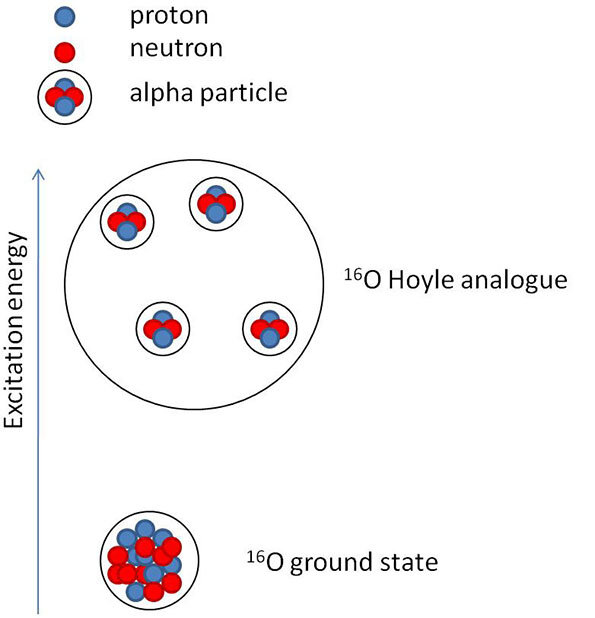 proton
neutron
alpha particle
Excitation energy
¹⁶O Hoyle analogue
¹⁶O ground state